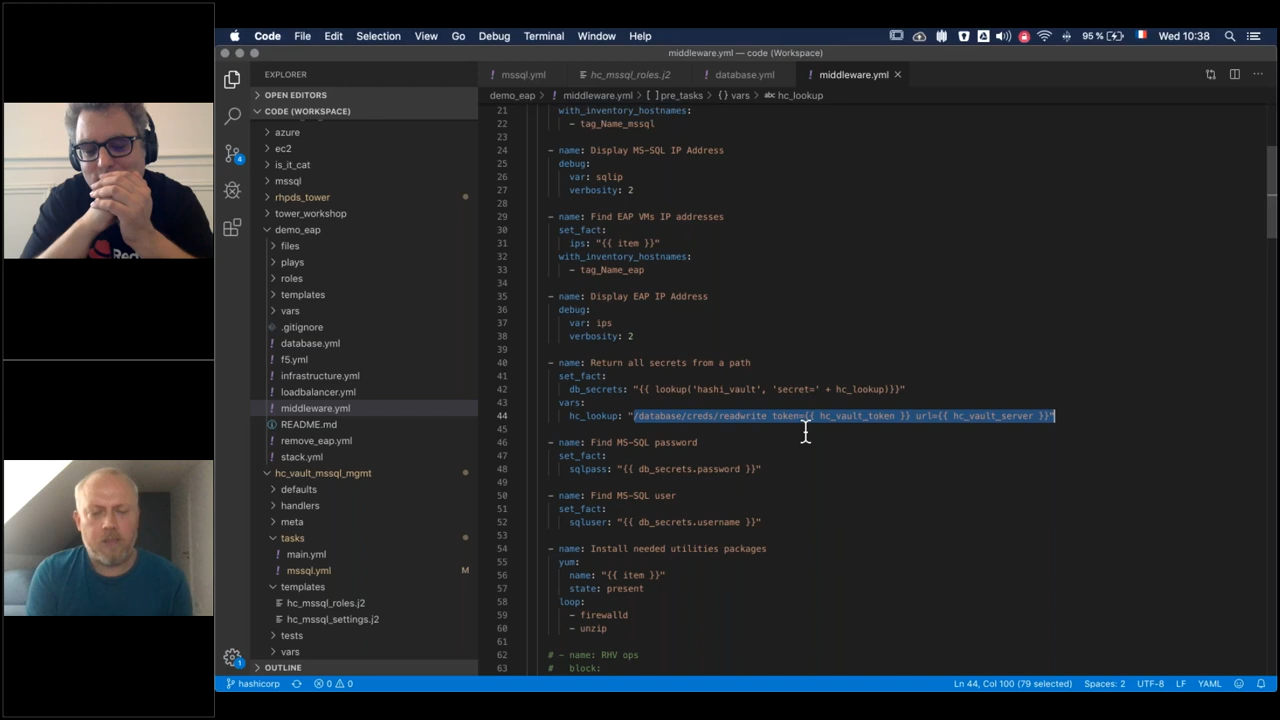 Code File Edit Selection View Go Debug Terminal Window Help 95 % Wed 10:38
middleware.yml — code (Workspace)
EXPLORER
mssql.yml hc_mssql_roles.j2 database.yml middleware.yml
OPEN EDITORS
demo_eap > ! middleware.yml > [ ] pre_tasks > {} vars > abc hc_lookup
CODE (WORKSPACE)
azure
ec2
is_it_cat
mssql
rhpds_tower
tower_workshop
demo_eap
files
plays
roles
templates
vars
.gitignore
database.yml
f5.yml
infrastructure.yml
loadbalancer.yml
middleware.yml
README.md
remove_eap.yml
stack.yml
hc_vault_mssql_mgmt
defaults
handlers
meta
tasks
main.yml
mssql.yml M
templates
hc_mssql_roles.j2
hc_mssql_settings.j2
tests
vars
OUTLINE
21 with_inventory_hostnames:
22 - tag_Name_mssql
23
24 - name: Display MS-SQL IP Address
25 debug:
26 var: sqlip
27 verbosity: 2
28
29 - name: Find EAP VMs IP addresses
30 set_fact:
31 ips: "{{ item }}"
32 with_inventory_hostnames:
33 - tag_Name_eap
34
35 - name: Display EAP IP Address
36 debug:
37 var: ips
38 verbosity: 2
39
40 - name: Return all secrets from a path
41 set_fact:
42 db_secrets: "{{ lookup('hashi_vault', 'secret=' + hc_lookup)}}"
43 vars:
44 hc_lookup: "/database/creds/readwrite token={{ hc_vault_token }} url={{ hc_vault_server }}"
45
46 - name: Find MS-SQL password
47 set_fact:
48 sqlpass: "{{ db_secrets.password }}"
49
50 - name: Find MS-SQL user
51 set_fact:
52 sqluser: "{{ db_secrets.username }}"
53
54 - name: Install needed utilities packages
55 yum:
56 name: "{{ item }}"
57 state: present
58 loop:
59 - firewalld
60 - unzip
61
62 # - name: RHV ops
63 # block:
hashicorp 0 0 Ln 44, Col 100 (79 selected) Spaces: 2 UTF-8 LF YAML 1